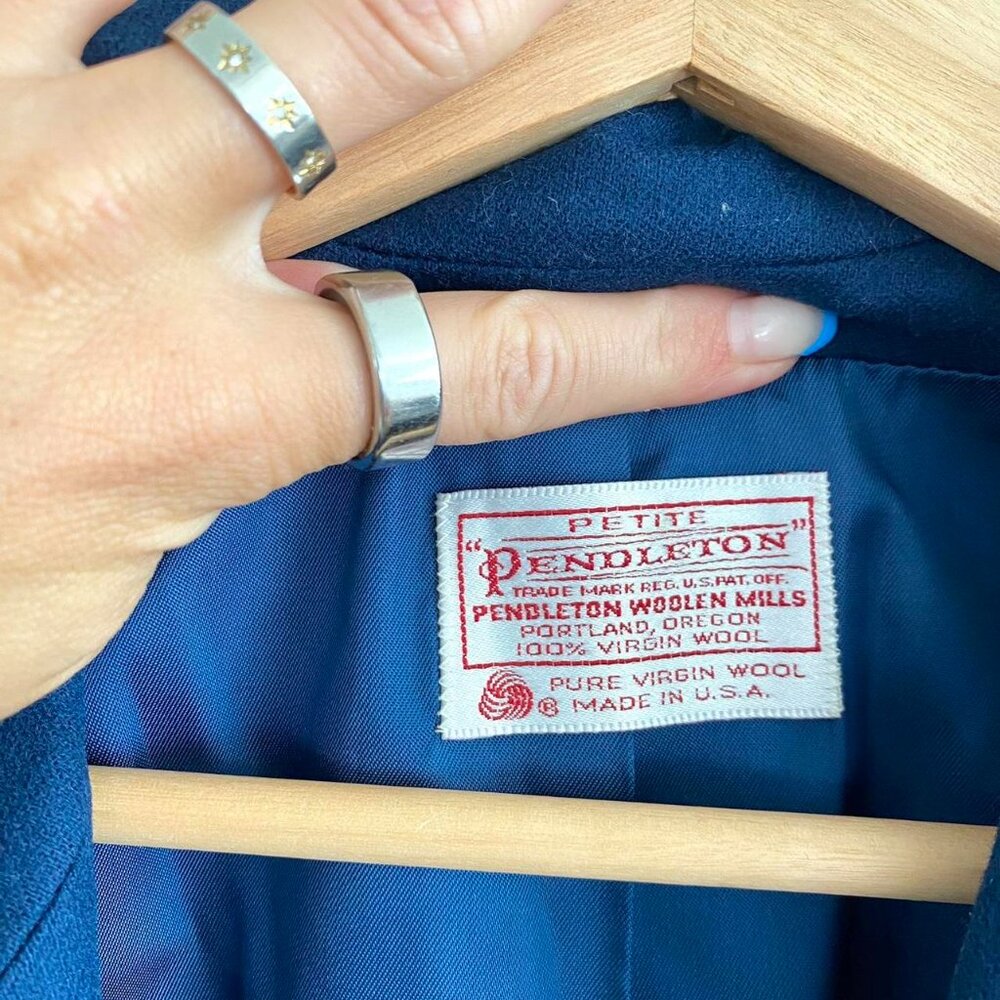 PETITE
"PENDLETON"
TRADE MARK REG. U.S. PAT. OFF.
PENDLETON WOOLEN MILLS
PORTLAND, OREGON
100% VIRGIN WOOL
PURE VIRGIN WOOL
® MADE IN U.S.A.